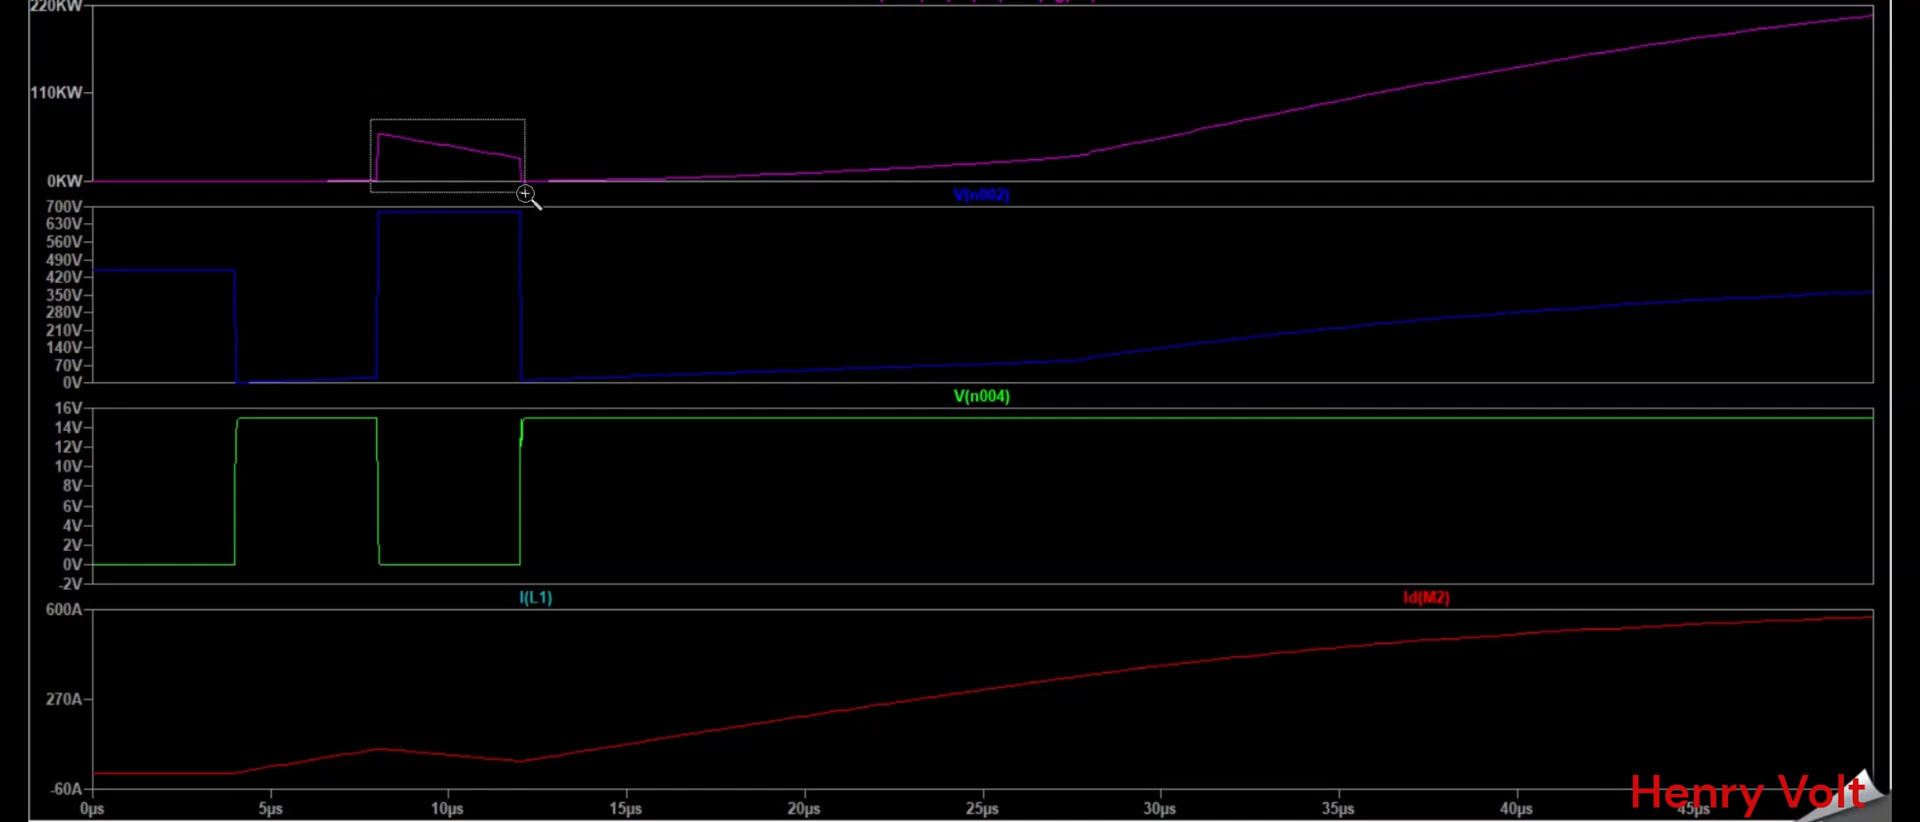 220KW
110KW
0KW
V(n002)
700V
630V
560V
490V
420V
350V
280V
210V
140V
70V
0V
V(n004)
16V
14V
12V
10V
8V
6V
4V
2V
0V
-2V
I(L1) Id(M2)
600A
270A
-60A
0µs 5µs 10µs 15µs 20µs 25µs 30µs 35µs 40µs 45µs
Henry Volt